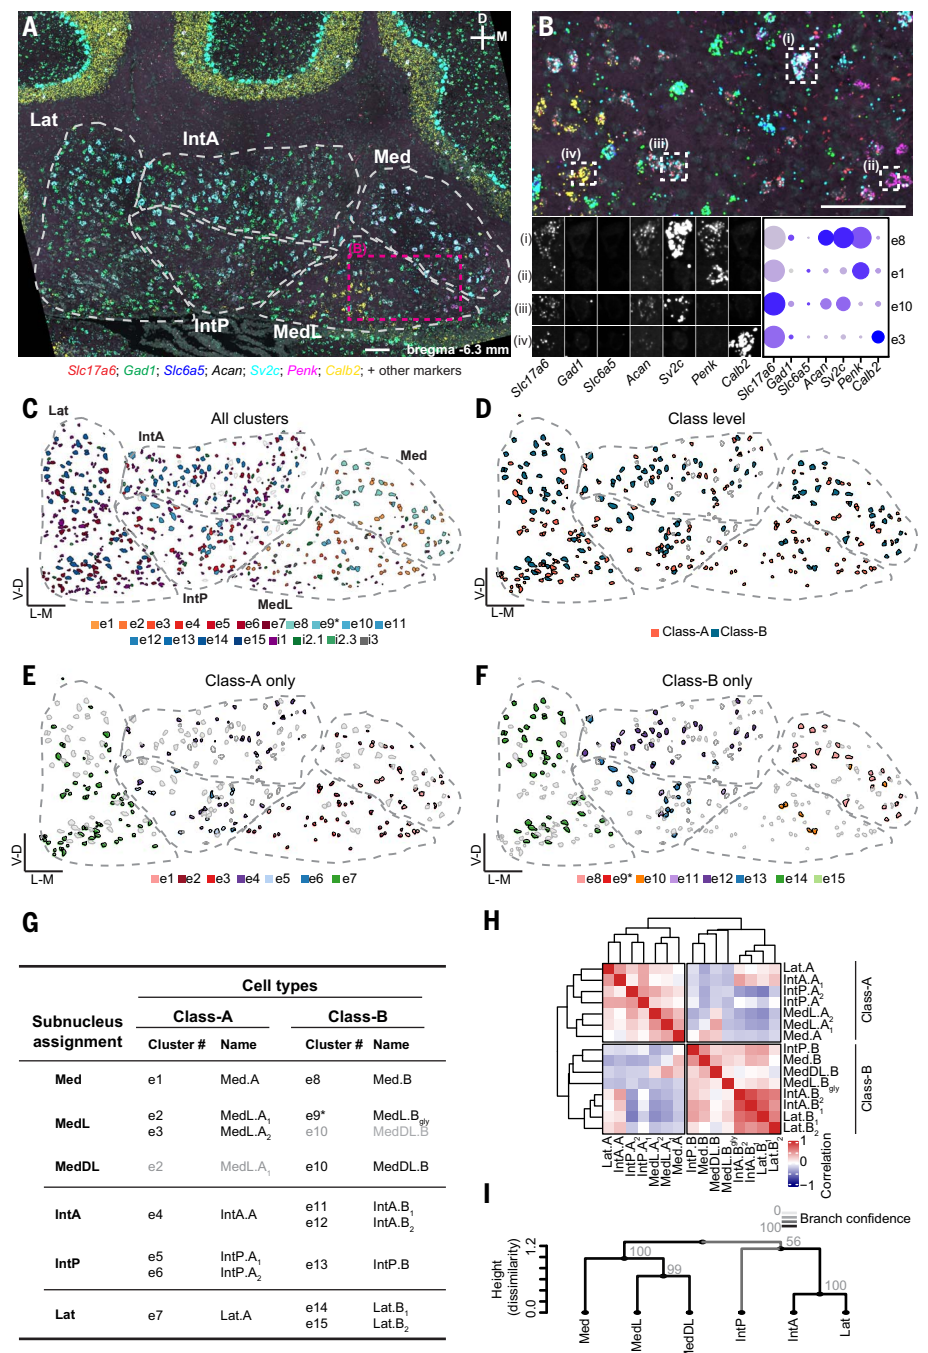 A
D
M
Lat
IntA
Med
(B)
IntP
MedL
bregma -6.3 mm
Slc17a6; Gad1; Slc6a5; Acan; Sv2c; Penk; Calb2; + other markers
B
(i)
(iii)
(iv)
(ii)
(i)
(ii)
(iii)
(iv)
e8
e1
e10
e3
Slc17a6 Gad1 Slc6a5 Acan Sv2c Penk Calb2
Slc17a6 Gad1 Slc6a5 Acan Sv2c Penk Calb2
C
All clusters
Lat
IntA
Med
IntP
MedL
V-D
L-M
e1 e2 e3 e4 e5 e6 e7 e8 e9* e10 e11
e12 e13 e14 e15 i1 i2.1 i2.3 i3
D
Class level
V-D
L-M
Class-A Class-B
E
Class-A only
V-D
L-M
e1 e2 e3 e4 e5 e6 e7
F
Class-B only
V-D
L-M
e8 e9* e10 e11 e12 e13 e14 e15
G
Cell types
Subnucleus assignment
Class-A Class-B
Cluster # Name Cluster # Name
Med e1 Med.A e8 Med.B
MedL e2 MedL.A1 e9* MedL.Bgly
e3 MedL.A2 e10 MedDL.B
MedDL e2 MedL.A1 e10 MedDL.B
IntA e4 IntA.A e11 IntA.B1
e12 IntA.B2
IntP e5 IntP.A1 e13 IntP.B
e6 IntP.A2
Lat e7 Lat.A e14 Lat.B1
e15 Lat.B2
H
Lat.A
IntA.A1
IntP.A2
IntP.A2
MedL.A2
MedL.A1
Med.A
IntP.B
Med.B
MedDL.B
MedL.Bgly
IntA.B2
IntA.B1
Lat.B1
Lat.B2
Class-A
Class-B
Lat.A IntA.A IntP.A2 IntP.A1 MedL.A2 MedL.A1 Med.A IntP.B Med.B MedDL.B MedL.Bgly IntA.B2 IntA.B1 Lat.B1 Lat.B2
1
0
−1
Correlation
I
0
100
Branch confidence
Height (dissimilarity)
1.2
0.0
100
99
56
100
Med MedL MedDL IntP IntA Lat